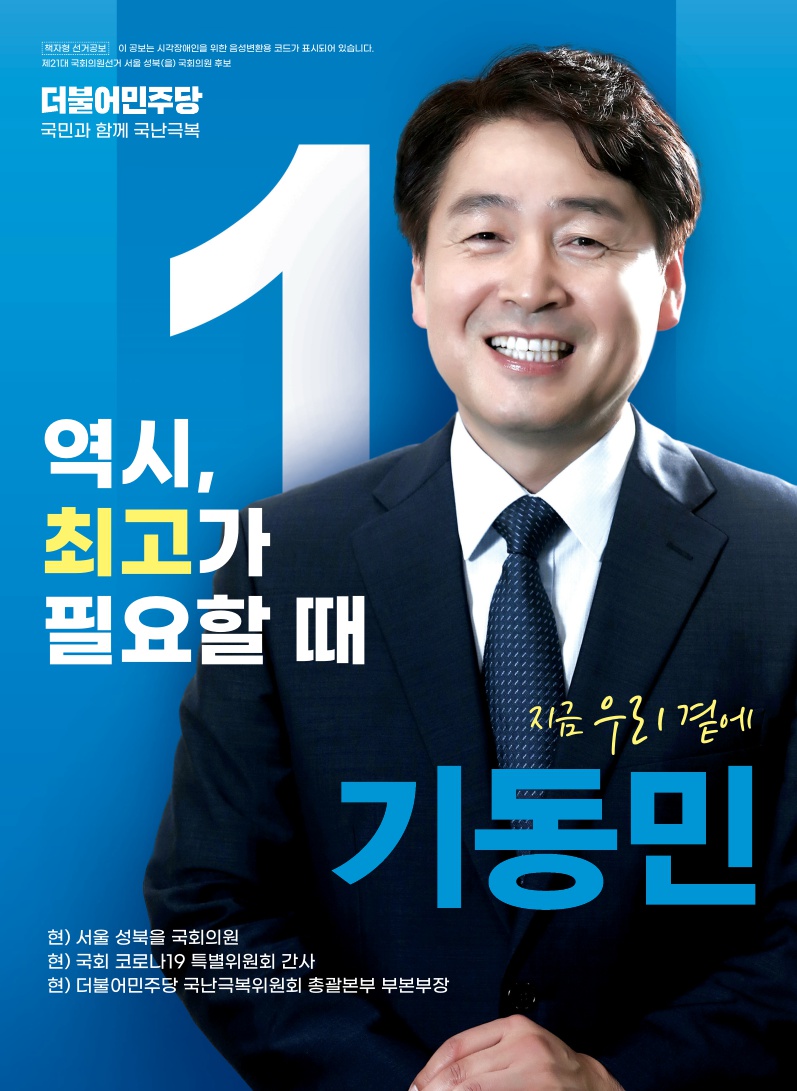 책자형 선거공보 이 공보는 시각장애인을 위한 음성변환용 코드가 표시되어 있습니다.
제21대 국회의원선거 서울 성북(을) 국회의원 후보
더불어민주당
국민과 함께 국난극복
1
역시,
최고가
필요할 때
지금 우리 곁에
기동민
현) 서울 성북을 국회의원
현) 국회 코로나19 특별위원회 간사
현) 더불어민주당 국난극복위원회 총괄본부 부본부장